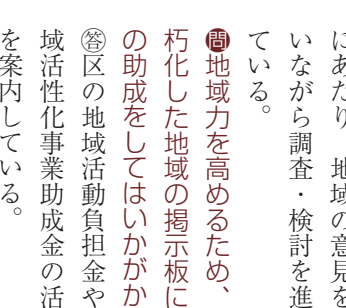 にあたり、地域の意見を
いながら調査・検討を進
ている。
問地域力を高めるため、
朽化した地域の掲示板に
の助成をしてはいかがか
答区の地域活動負担金や
域活性化事業助成金の活
を案内している。